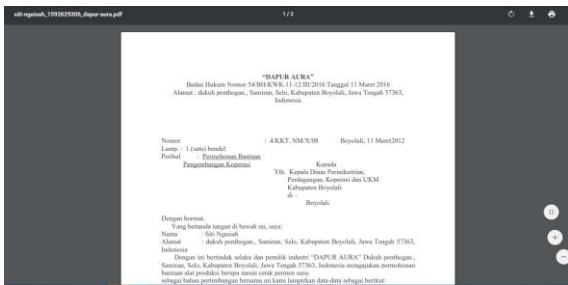 siti-ngaisah_1592629306_dapur-aura.pdf
1 / 2
"DAPUR AURA"
Badan Hukum Nomor 54/BH/KWK.11-12/III/2016 Tanggal 11 Maret 2016
Alamat : dukuh penthogan., Samiran, Selo, Kabupaten Boyolali, Jawa Tengah 57363,
Indonesia
Nomor : 4/KKT. NM/X/08 Boyolali, 11 Maret2012
Lamp. : 1 (satu) bendel
Perihal : Permohonan Bantuan
Pengembangan Koperasi Kepada
Yth. Kepala Dinas Perindustrian,
Perdagangan, Koperasi dan UKM
Kabupaten Boyolali
di –
Boyolali
Dengan hormat,
Yang bertanda tangan di bawah ini, saya:
Nama : Siti Ngasiah
Alamat : dukuh penthogan., Samiran, Selo, Kabupaten Boyolali, Jawa Tengah 57363,
Indonesia
Dengan ini bertindak selaku dan pemilik industri "DAPUR AURA" Dukuh penthogan.,
Samiran, Selo, Kabupaten Boyolali, Jawa Tengah 57363, Indonesia mengajukan permohonan
bantuan alat produksi berupa mesin cetak permen susu.
sebagai bahan pertimbangan bersama ini kami lampirkan data-data sebagai berikut: